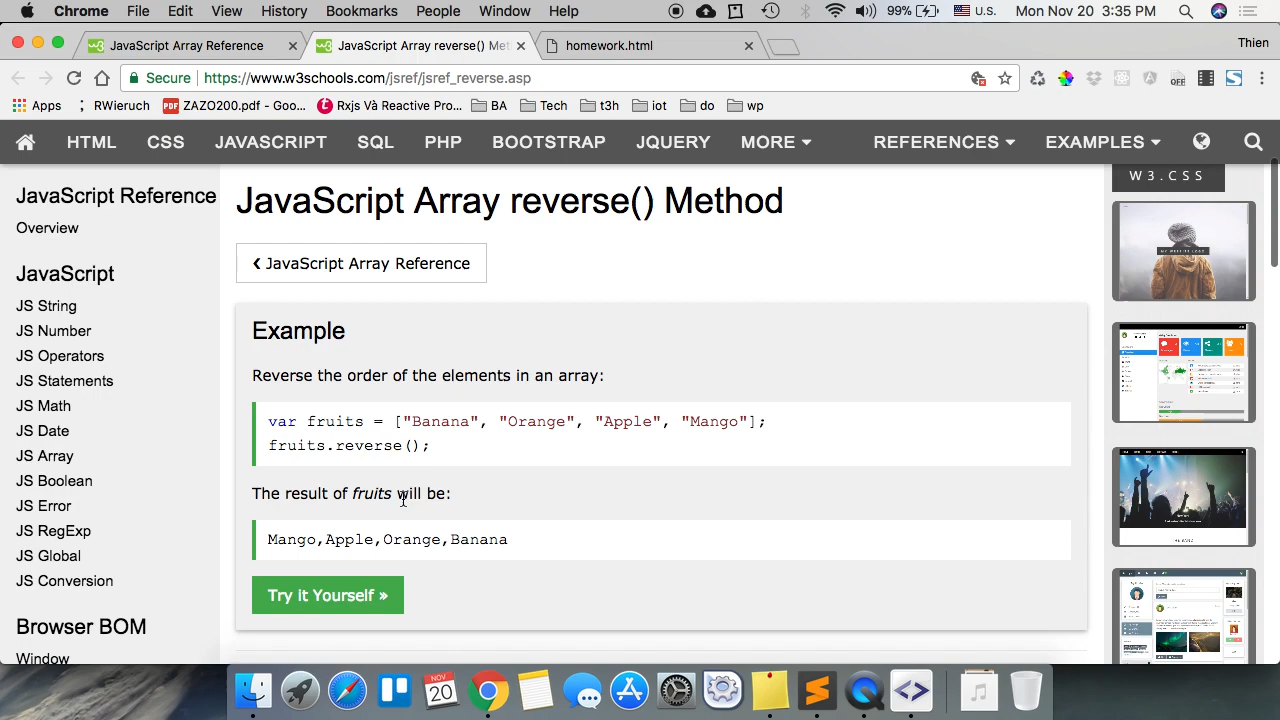 Chrome File Edit View History Bookmarks People Window Help 99% U.S. Mon Nov 20 3:35 PM
JavaScript Array Reference JavaScript Array reverse() Met homework.html Thien
Secure https://www.w3schools.com/jsref/jsref_reverse.asp OFF
Apps RWieruch PDF ZAZO200.pdf - Goo... Rxjs Và Reactive Pro... BA Tech t3h iot do wp
HTML CSS JAVASCRIPT SQL PHP BOOTSTRAP JQUERY MORE REFERENCES EXAMPLES
JavaScript Reference
Overview
JavaScript
JS String
JS Number
JS Operators
JS Statements
JS Math
JS Date
JS Array
JS Boolean
JS Error
JS RegExp
JS Global
JS Conversion
Browser BOM
Window
JavaScript Array reverse() Method
❮ JavaScript Array Reference
Example
Reverse the order of the elements in an array:
var fruits = ["Banana", "Orange", "Apple", "Mango"];
fruits.reverse();
The result of fruits will be:
Mango,Apple,Orange,Banana
Try it Yourself »
W3.CSS
NOV
20